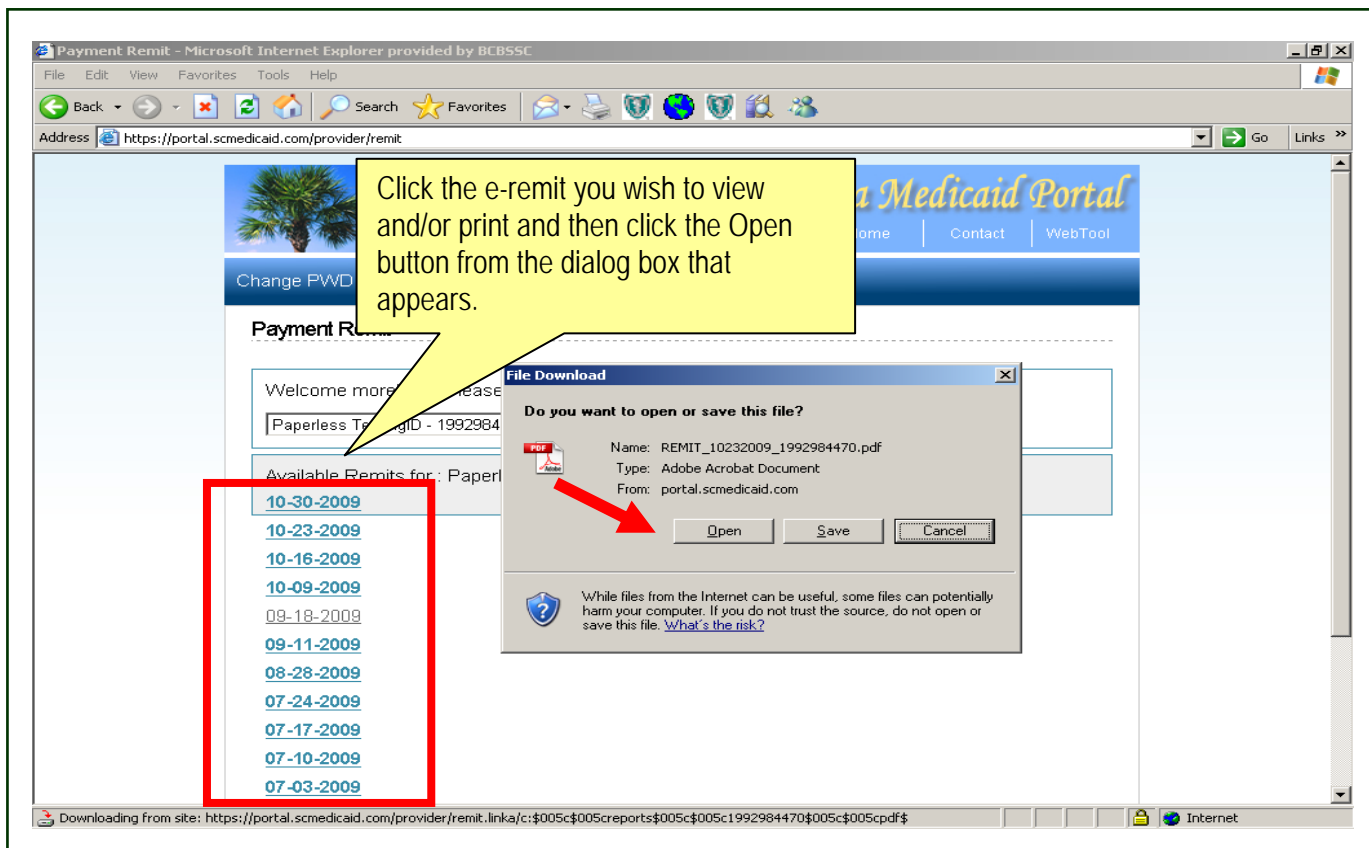 Payment Remit - Microsoft Internet Explorer provided by BCBSSC
File Edit View Favorites Tools Help
Back Search Favorites
Address https://portal.scmedicaid.com/provider/remit Go Links »
Click the e-remit you wish to view
and/or print and then click the Open
button from the dialog box that
appears.
a Medicaid Portal
Contact WebTool
Change PWD
Payment
Welcome
Paperless - 1992984
Available Remits for : Paperl
10-30-2009
10-23-2009
10-16-2009
10-09-2009
09-18-2009
09-11-2009
08-28-2009
07-24-2009
07-17-2009
07-10-2009
07-03-2009
File Download
Do you want to open or save this file?
PDF
Adobe
Name: REMIT_10232009_1992984470.pdf
Type: Adobe Acrobat Document
From: portal.scmedicaid.com
Open Save Cancel
While files from the Internet can be useful, some files can potentially
harm your computer. If you do not trust the source, do not open or
save this file. What's the risk?
Downloading from site: https://portal.scmedicaid.com/provider/remit.linka/c:$005c$005creports$005c$005c1992984470$005c$005cpdf$ Internet